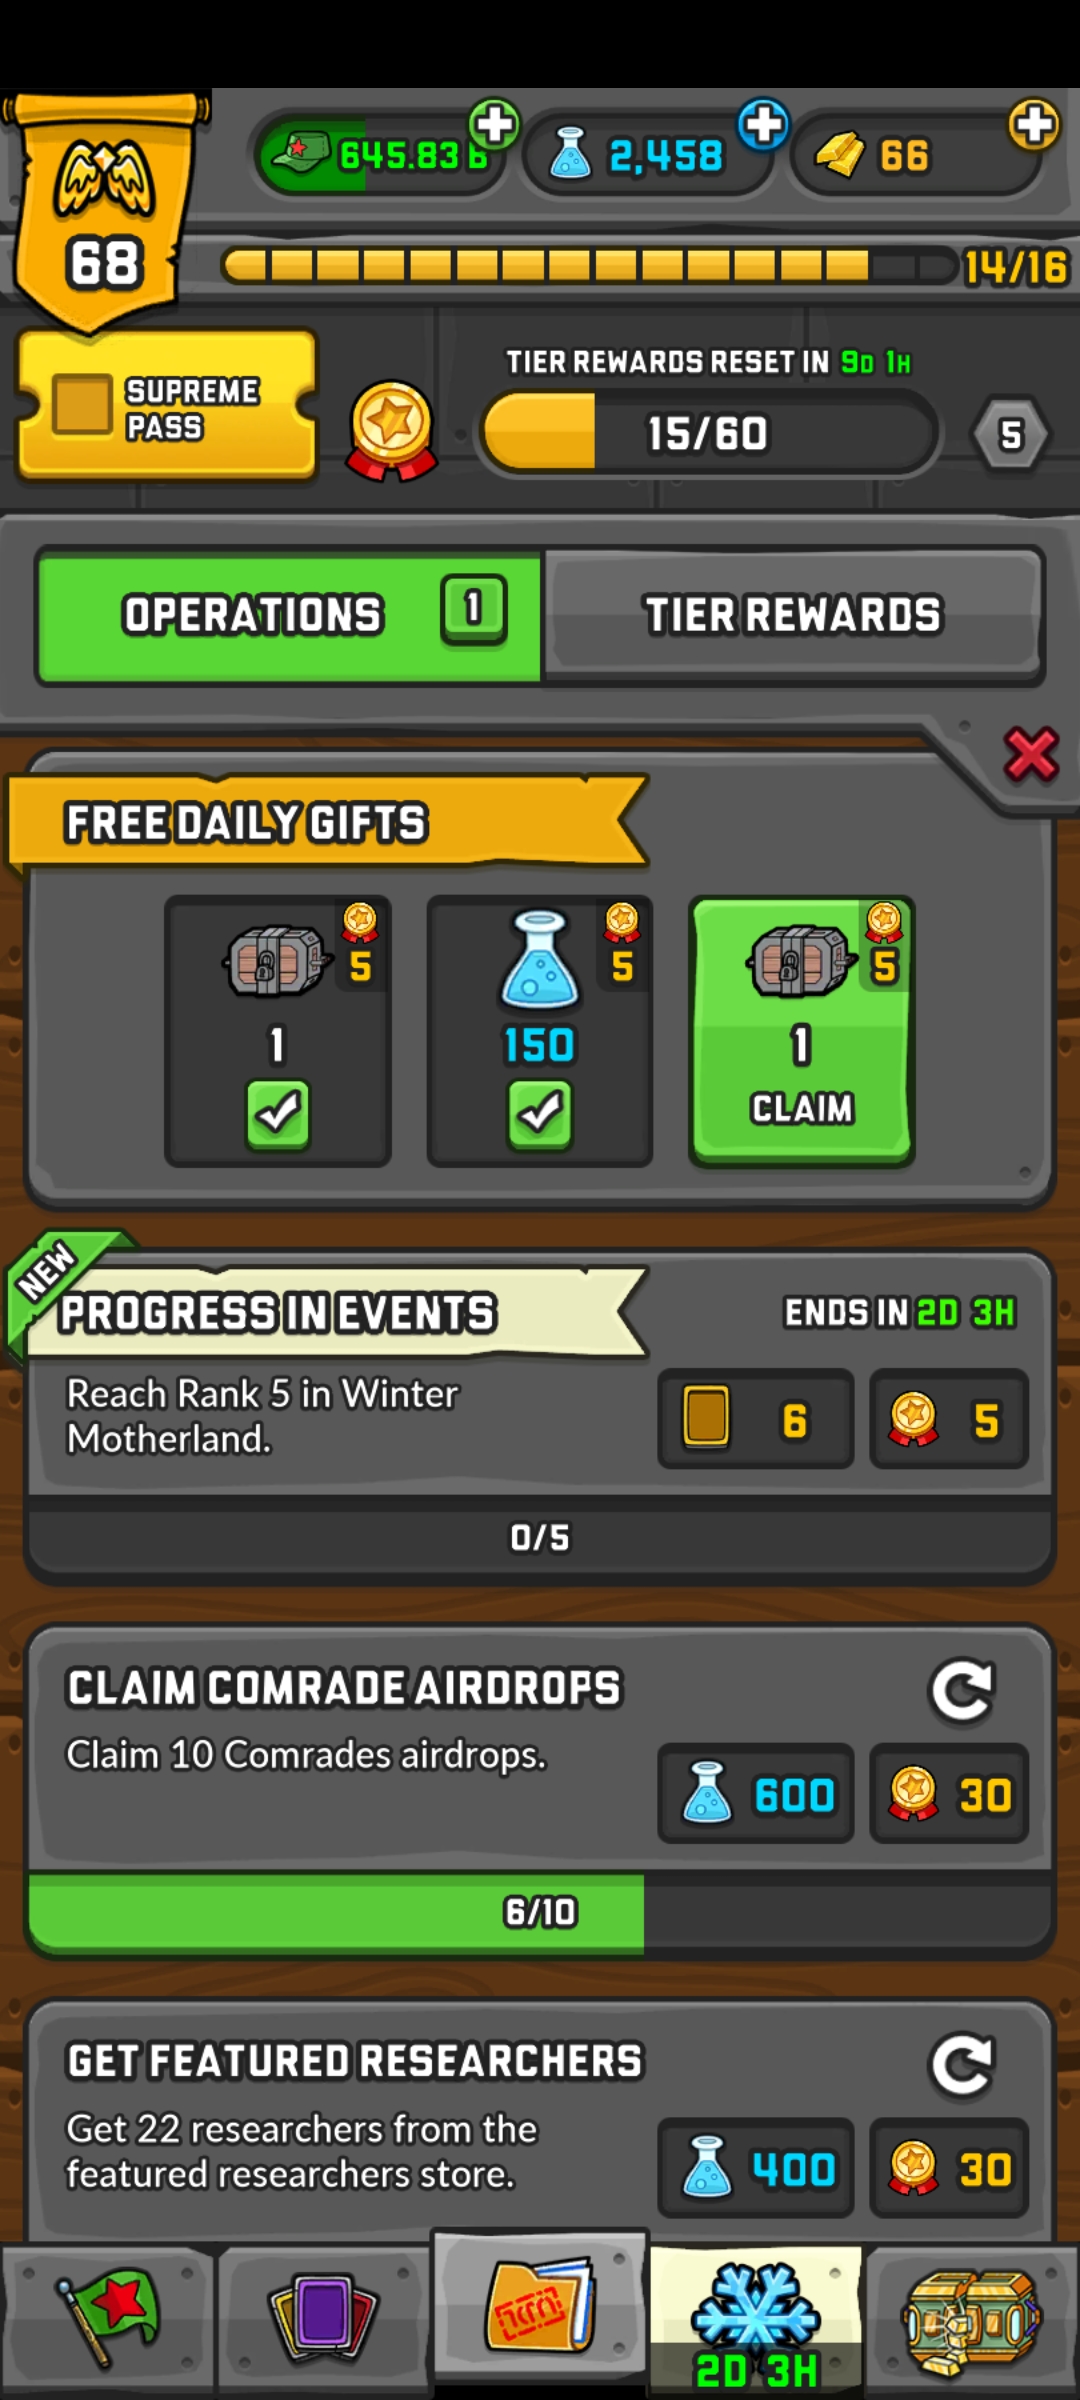 645.83 B
2,458
66
68
14/16
SUPREME
PASS
TIER REWARDS RESET IN 9D 1H
15/60
5
OPERATIONS 1
TIER REWARDS
FREE DAILY GIFTS
5
5
5
1
150
1
CLAIM
NEW
PROGRESS IN EVENTS
ENDS IN 2D 3H
Reach Rank 5 in Winter
Motherland.
6
5
0/5
CLAIM COMRADE AIRDROPS
Claim 10 Comrades airdrops.
600
30
6/10
GET FEATURED RESEARCHERS
Get 22 researchers from the
featured researchers store.
400
30
2D 3H